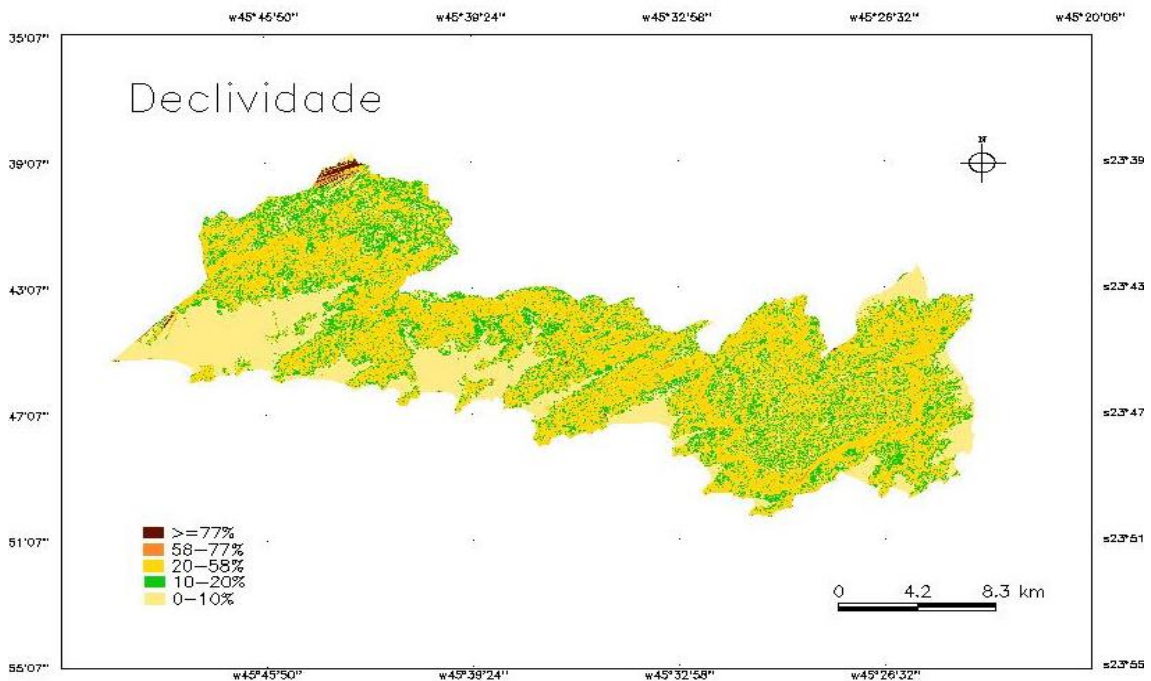 w45°45'50" w45°39'24" w45°32'58" w45°26'32" w45°20'06"
35'07"
Declividade
39'07" N s23°39
43'07" s23°43
47'07" s23°47
>=77%
58-77%
20-58%
10-20%
0-10%
51'07" s23°51
0 4.2 8.3 km
55'07" s23°55
w45°45'50" w45°39'24" w45°32'58" w45°26'32"